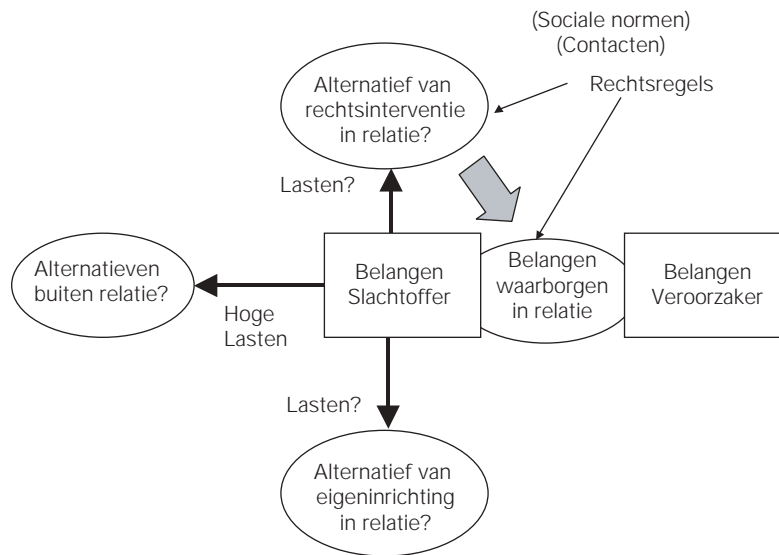 (Sociale normen)
(Contacten)
Rechtsregels
Alternatief van
rechtsinterventie
in relatie?
Lasten?
Alternatieven
buiten relatie?
Hoge
Lasten
Belangen
Slachtoffer
Belangen
waarborgen
in relatie
Belangen
Veroorzaker
Lasten?
Alternatief van
eigeninrichting
in relatie?